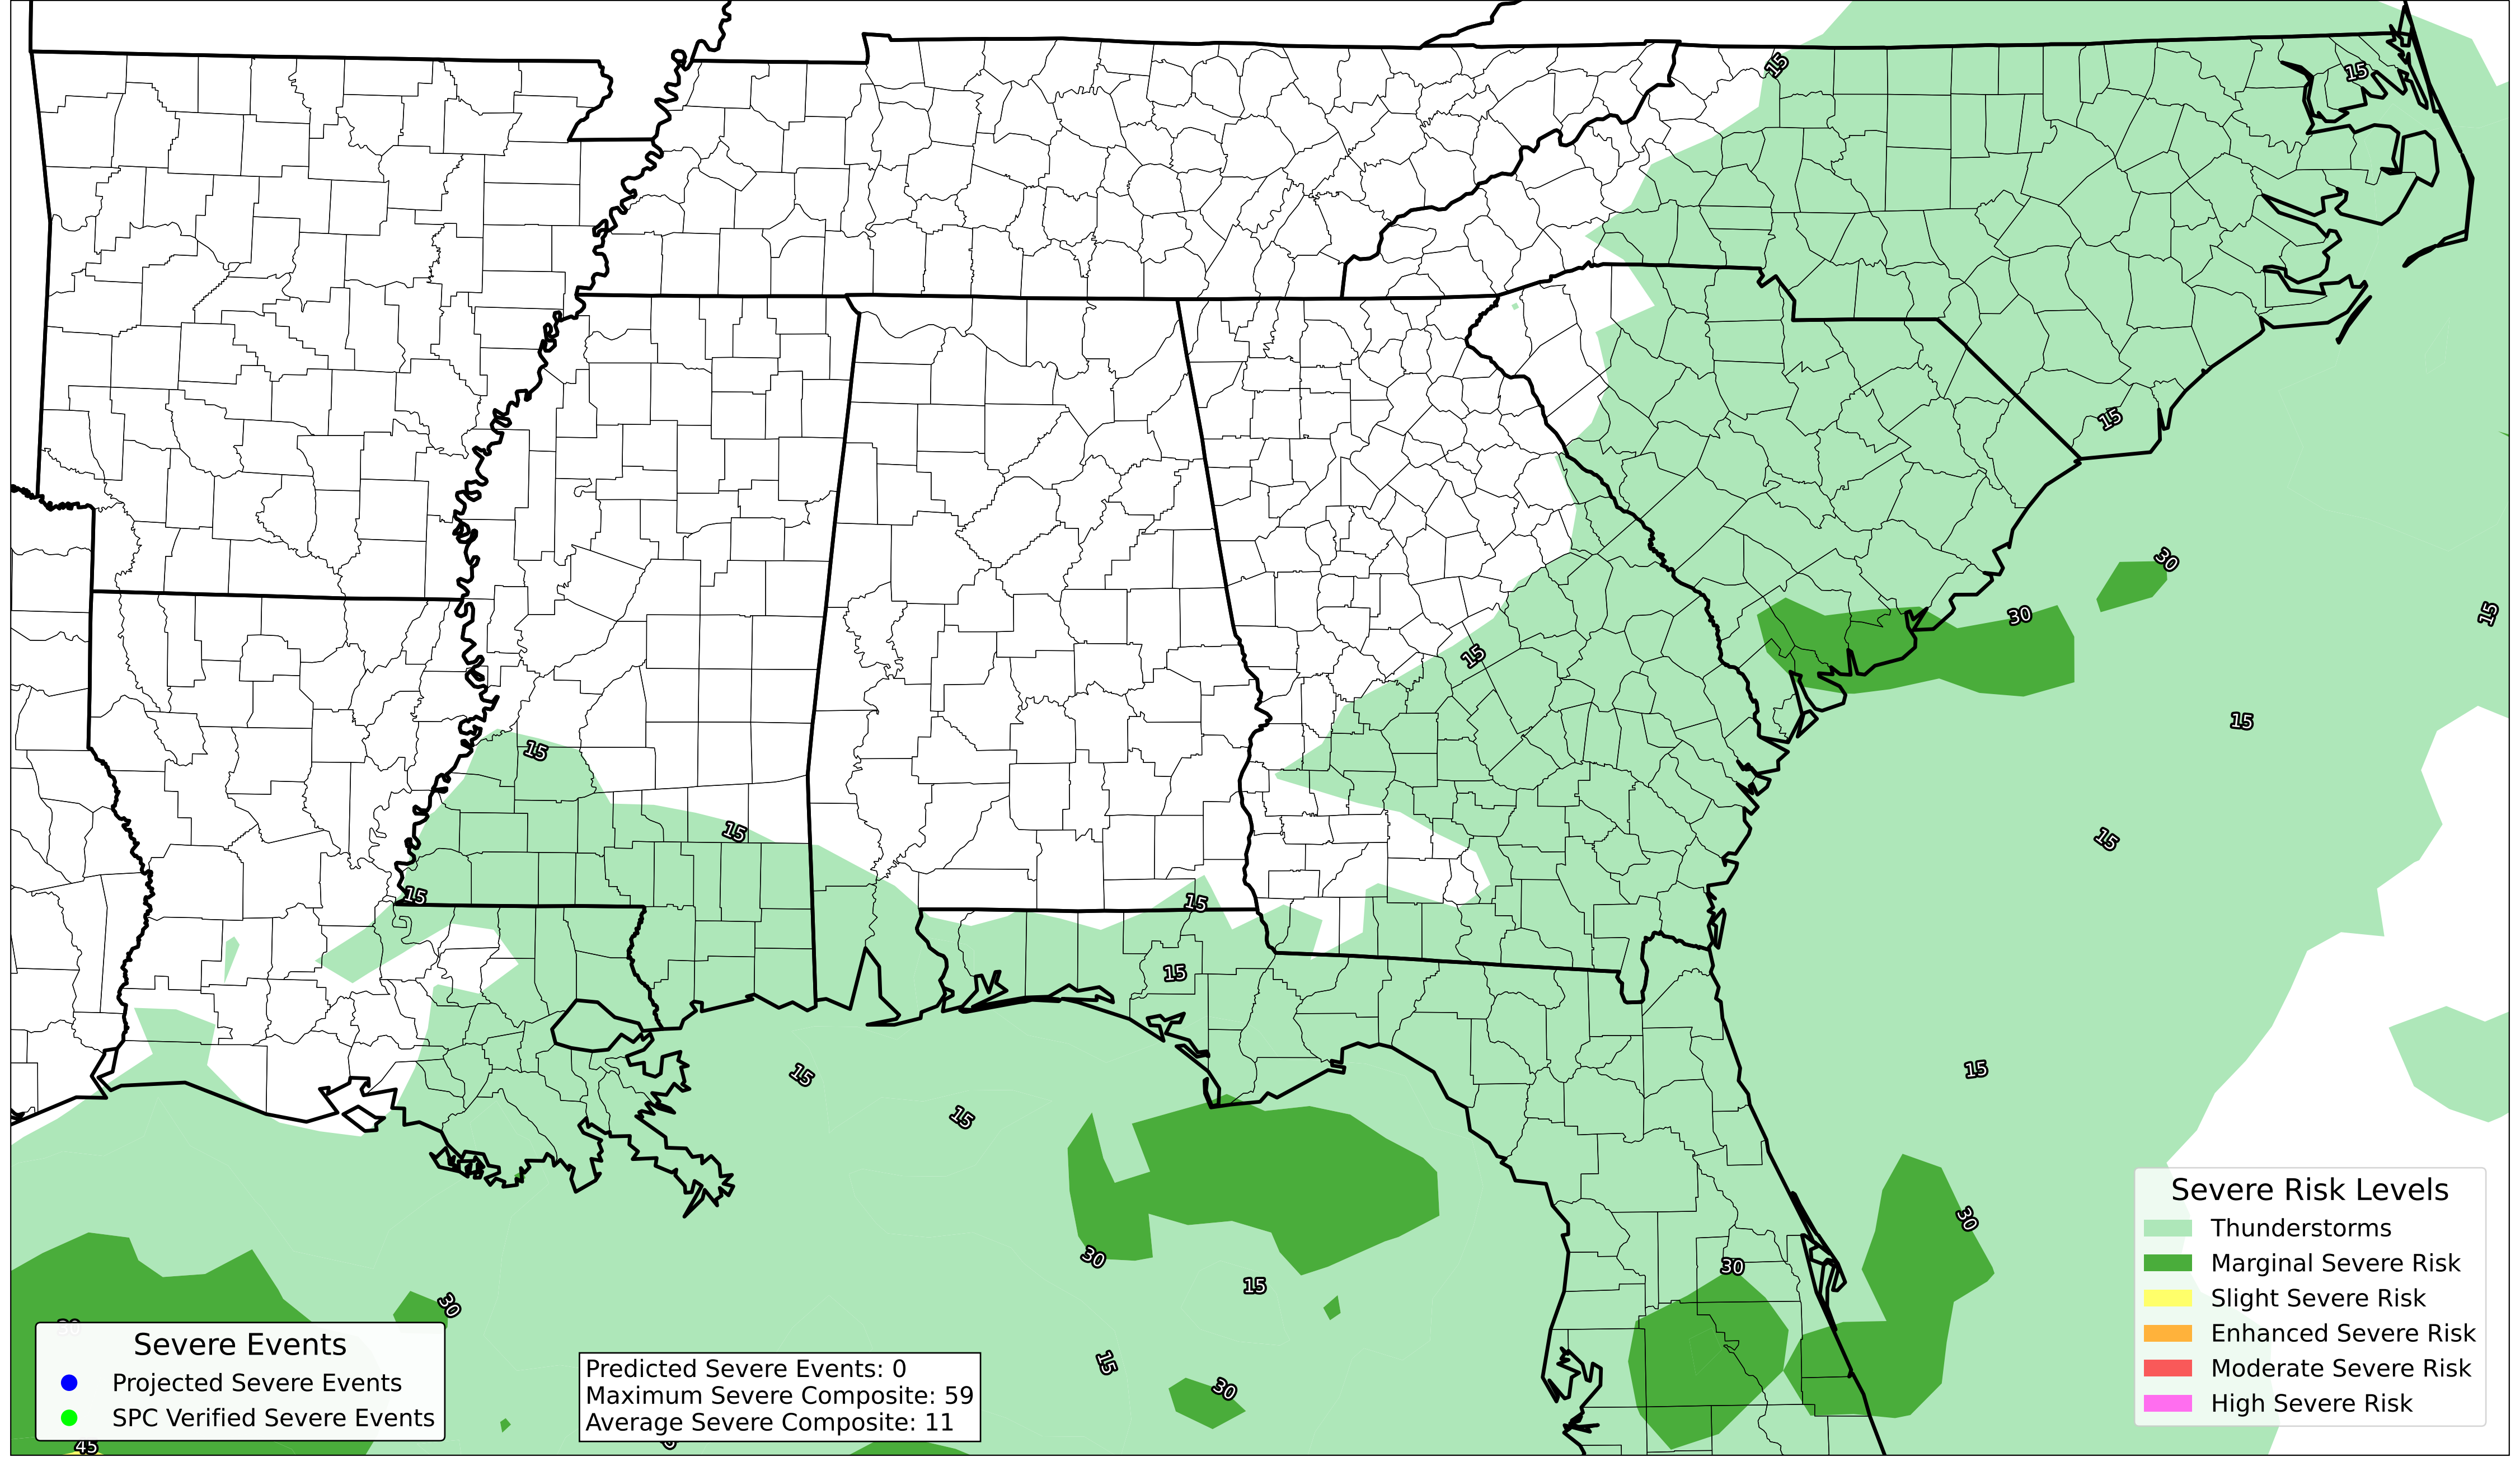 15
15
15
30
30
15
15
15
15
15
15
15
15
15
15
15
15
30
30
30
15
30
30
15
30
45
Severe Events
Projected Severe Events
SPC Verified Severe Events
Predicted Severe Events: 0
Maximum Severe Composite: 59
Average Severe Composite: 11
Severe Risk Levels
Thunderstorms
Marginal Severe Risk
Slight Severe Risk
Enhanced Severe Risk
Moderate Severe Risk
High Severe Risk